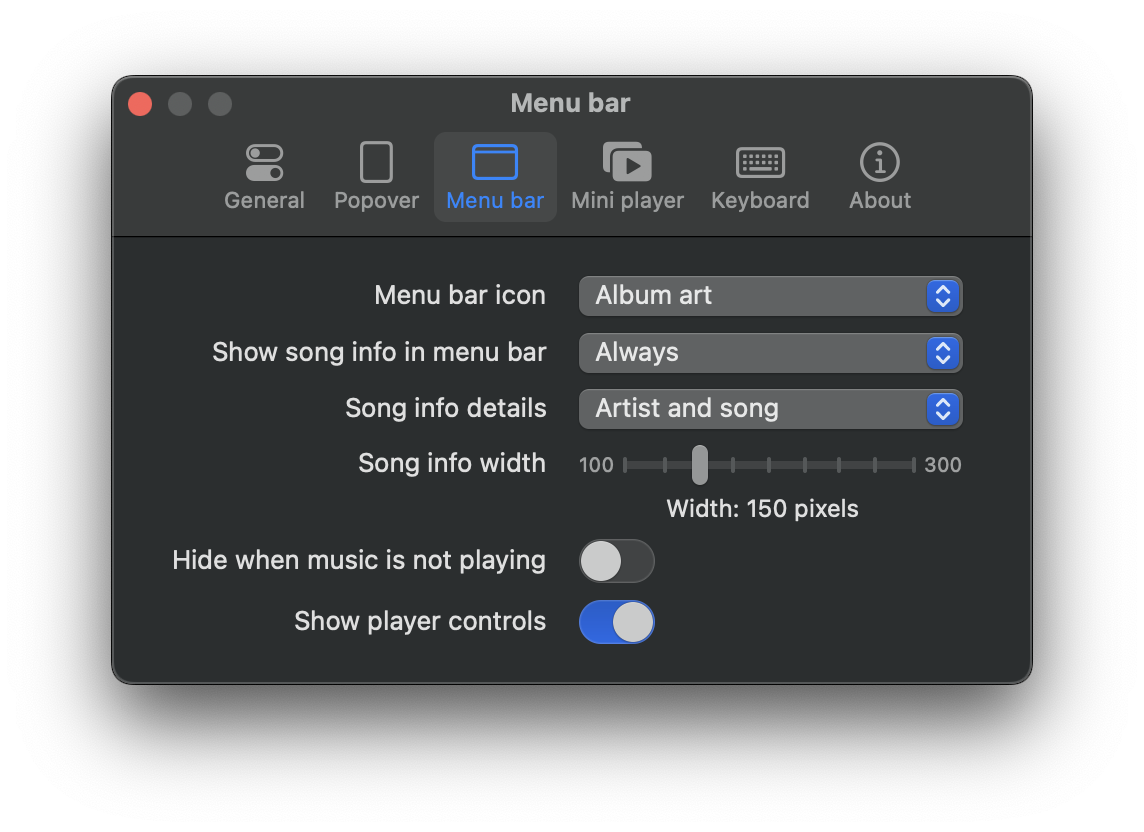 Menu bar
General Popover Menu bar Mini player Keyboard About
Menu bar icon Album art
Show song info in menu bar Always
Song info details Artist and song
Song info width 100 300
Width: 150 pixels
Hide when music is not playing
Show player controls